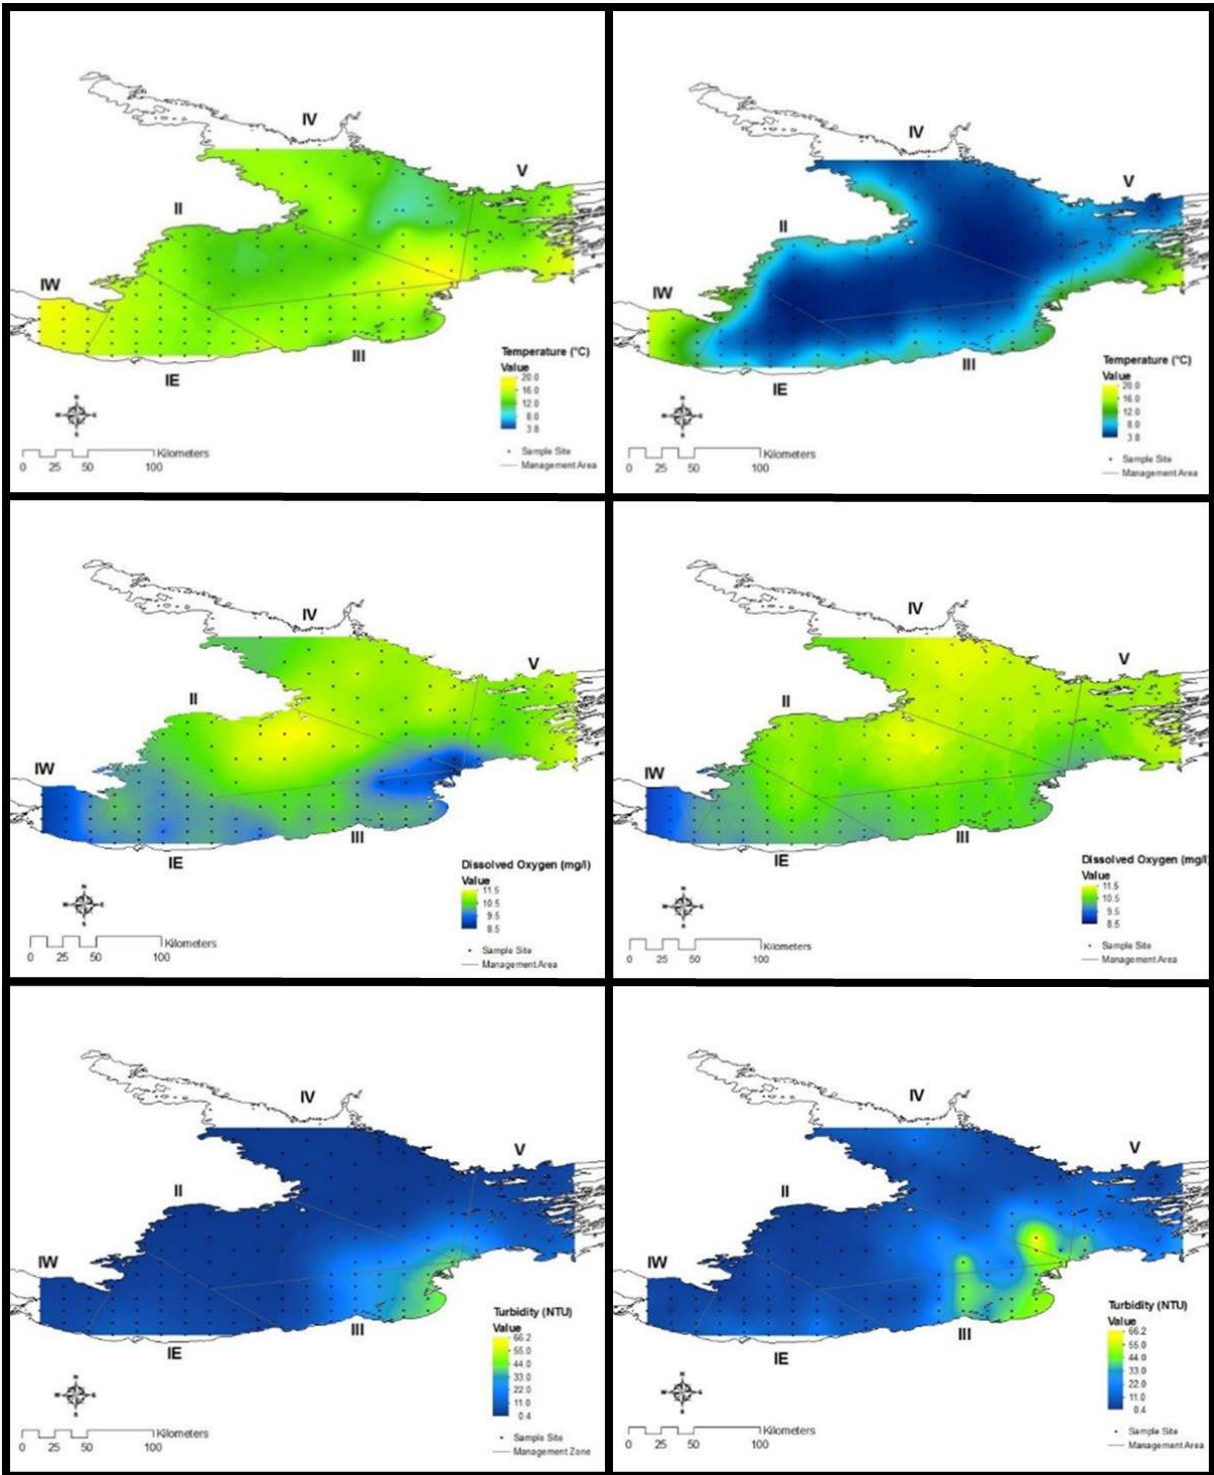 IV
V
II
IW
III
IE
Temperature (°C)
Value
20.0
16.0
12.0
8.0
3.8
N
W E
S
Kilometers
0 25 50 100
Sample Site
Management Area
IV
V
II
IW
III
IE
Temperature (°C)
Value
20.0
16.0
12.0
8.0
3.8
N
W E
S
Kilometers
0 25 50 100
Sample Site
Management Area
IV
V
II
IW
III
IE
Dissolved Oxygen (mg/l)
Value
11.5
10.5
9.5
8.5
N
W E
S
Kilometers
0 25 50 100
Sample Site
Management Area
IV
V
II
IW
III
IE
Dissolved Oxygen (mg/l
Value
11.5
10.5
9.5
8.5
N
W E
S
Kilometers
0 25 50 100
Sample Site
Management Area
IV
V
II
IW
III
IE
Turbidity (NTU)
Value
66.2
55.0
44.0
33.0
22.0
11.0
0.4
N
W E
S
Kilometers
0 25 50 100
Sample Site
Management Zone
IV
V
II
IW
III
IE
Turbidity (NTU)
Value
66.2
55.0
44.0
33.0
22.0
11.0
0.4
N
W E
S
Kilometers
0 25 50 100
Sample Site
Management Area